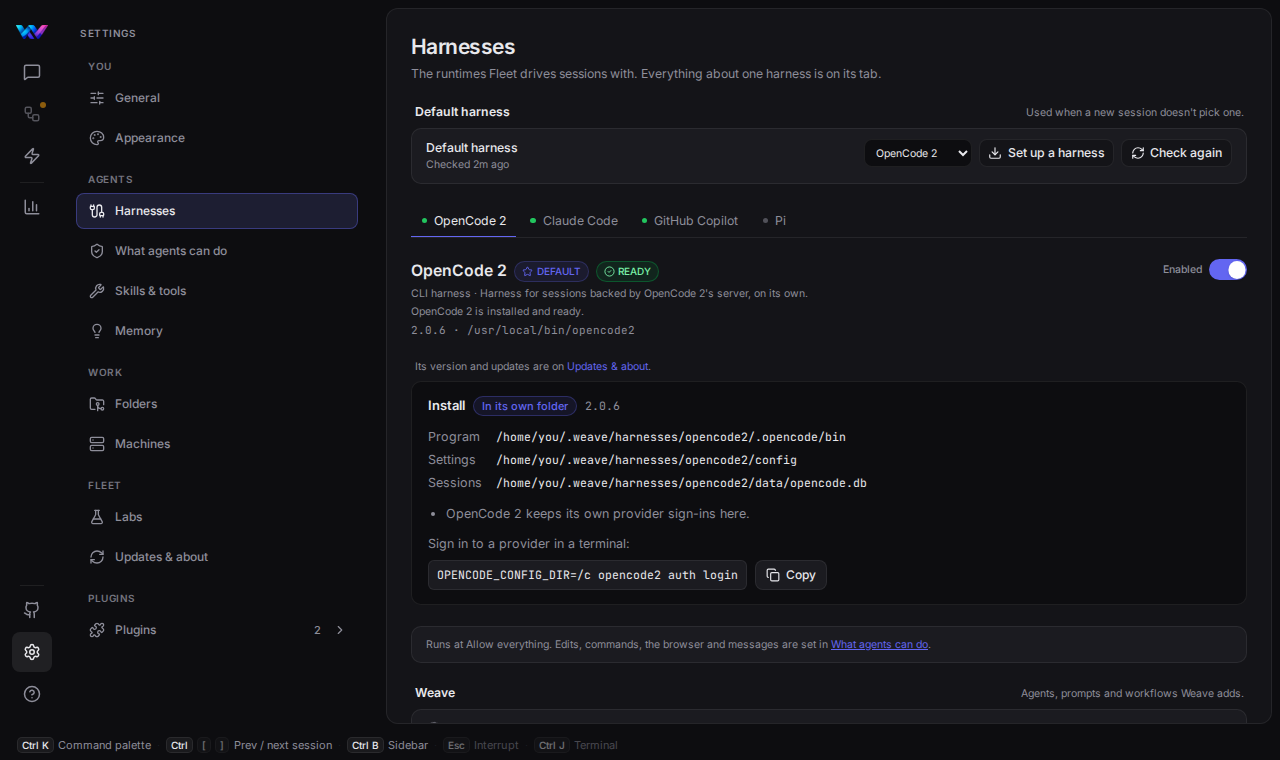 SETTINGS
YOU
General
Appearance
AGENTS
Harnesses
What agents can do
Skills & tools
Memory
WORK
Folders
Machines
FLEET
Labs
Updates & about
PLUGINS
Plugins 2
Harnesses
The runtimes Fleet drives sessions with. Everything about one harness is on its tab.
Default harness Used when a new session doesn't pick one.
Default harness
Checked 2m ago
OpenCode 2 Set up a harness Check again
OpenCode 2 Claude Code GitHub Copilot Pi
OpenCode 2 DEFAULT READY Enabled
CLI harness · Harness for sessions backed by OpenCode 2's server, on its own.
OpenCode 2 is installed and ready.
2.0.6 · /usr/local/bin/opencode2
Its version and updates are on Updates & about.
Install In its own folder 2.0.6
Program /home/you/.weave/harnesses/opencode2/.opencode/bin
Settings /home/you/.weave/harnesses/opencode2/config
Sessions /home/you/.weave/harnesses/opencode2/data/opencode.db
• OpenCode 2 keeps its own provider sign-ins here.
Sign in to a provider in a terminal:
OPENCODE_CONFIG_DIR=/c opencode2 auth login Copy
Runs at Allow everything. Edits, commands, the browser and messages are set in What agents can do.
Weave Agents, prompts and workflows Weave adds.
Ctrl K Command palette Ctrl [ ] Prev / next session Ctrl B Sidebar Esc Interrupt Ctrl J Terminal